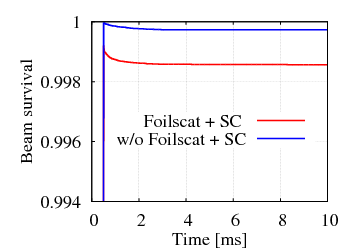 1
0.998
0.996
0.994
Beam survival
Foilscat + SC
w/o Foilscat + SC
0 2 4 6 8 10
Time [ms]